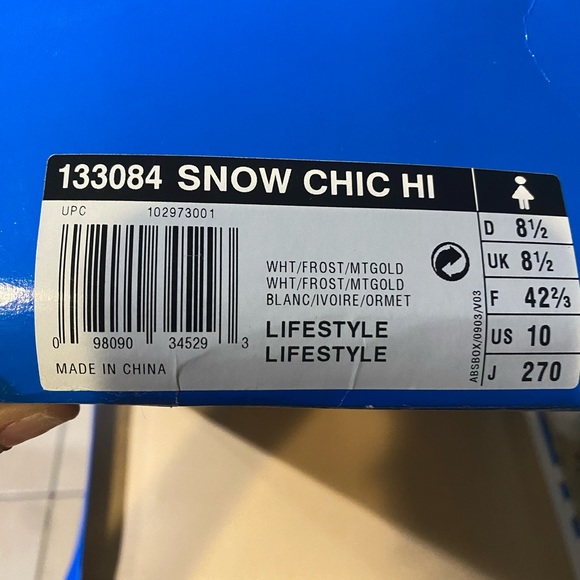 133084 SNOW CHIC HI
UPC 102973001
0 98090 34529 3
MADE IN CHINA
WHT/FROST/MTGOLD
WHT/FROST/MTGOLD
BLANC/IVOIRE/ORMET
LIFESTYLE
LIFESTYLE
ABSBOX/0903/V03
D 8½
UK 8½
F 42⅔
US 10
J 270